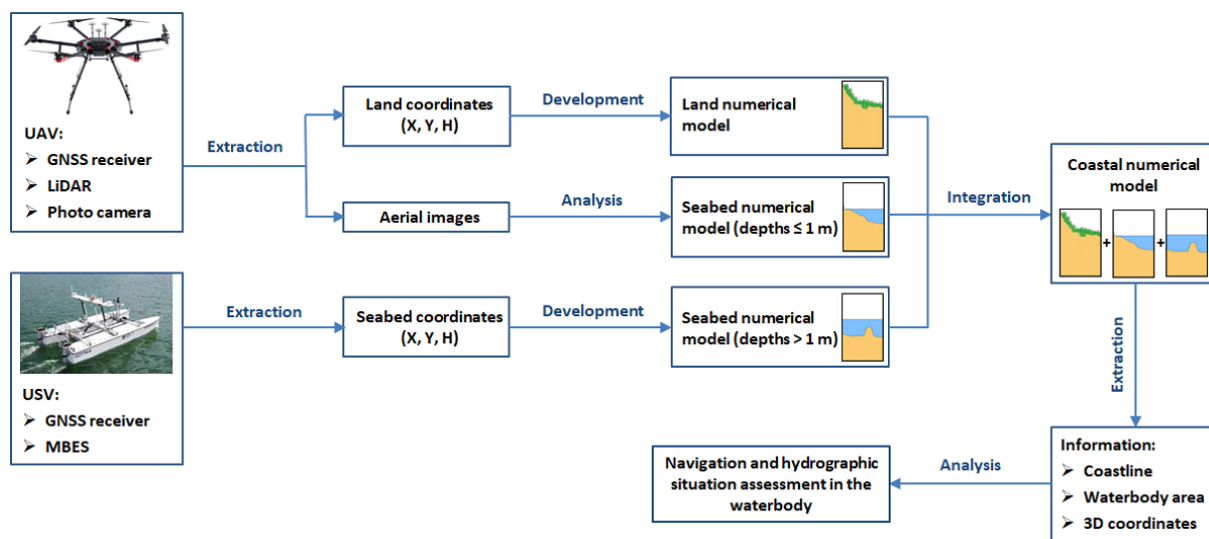 UAV:
➢ GNSS receiver
➢ LiDAR
➢ Photo camera
Extraction
Land coordinates
(X, Y, H)
Development
Land numerical
model
Aerial images
Analysis
Seabed numerical
model (depths ≤ 1 m)
Integration
Coastal numerical
model
+
+
USV:
➢ GNSS receiver
➢ MBES
Extraction
Seabed coordinates
(X, Y, H)
Development
Seabed numerical
model (depths > 1 m)
Extraction
Information:
➢ Coastline
➢ Waterbody area
➢ 3D coordinates
Analysis
Navigation and hydrographic
situation assessment in the
waterbody